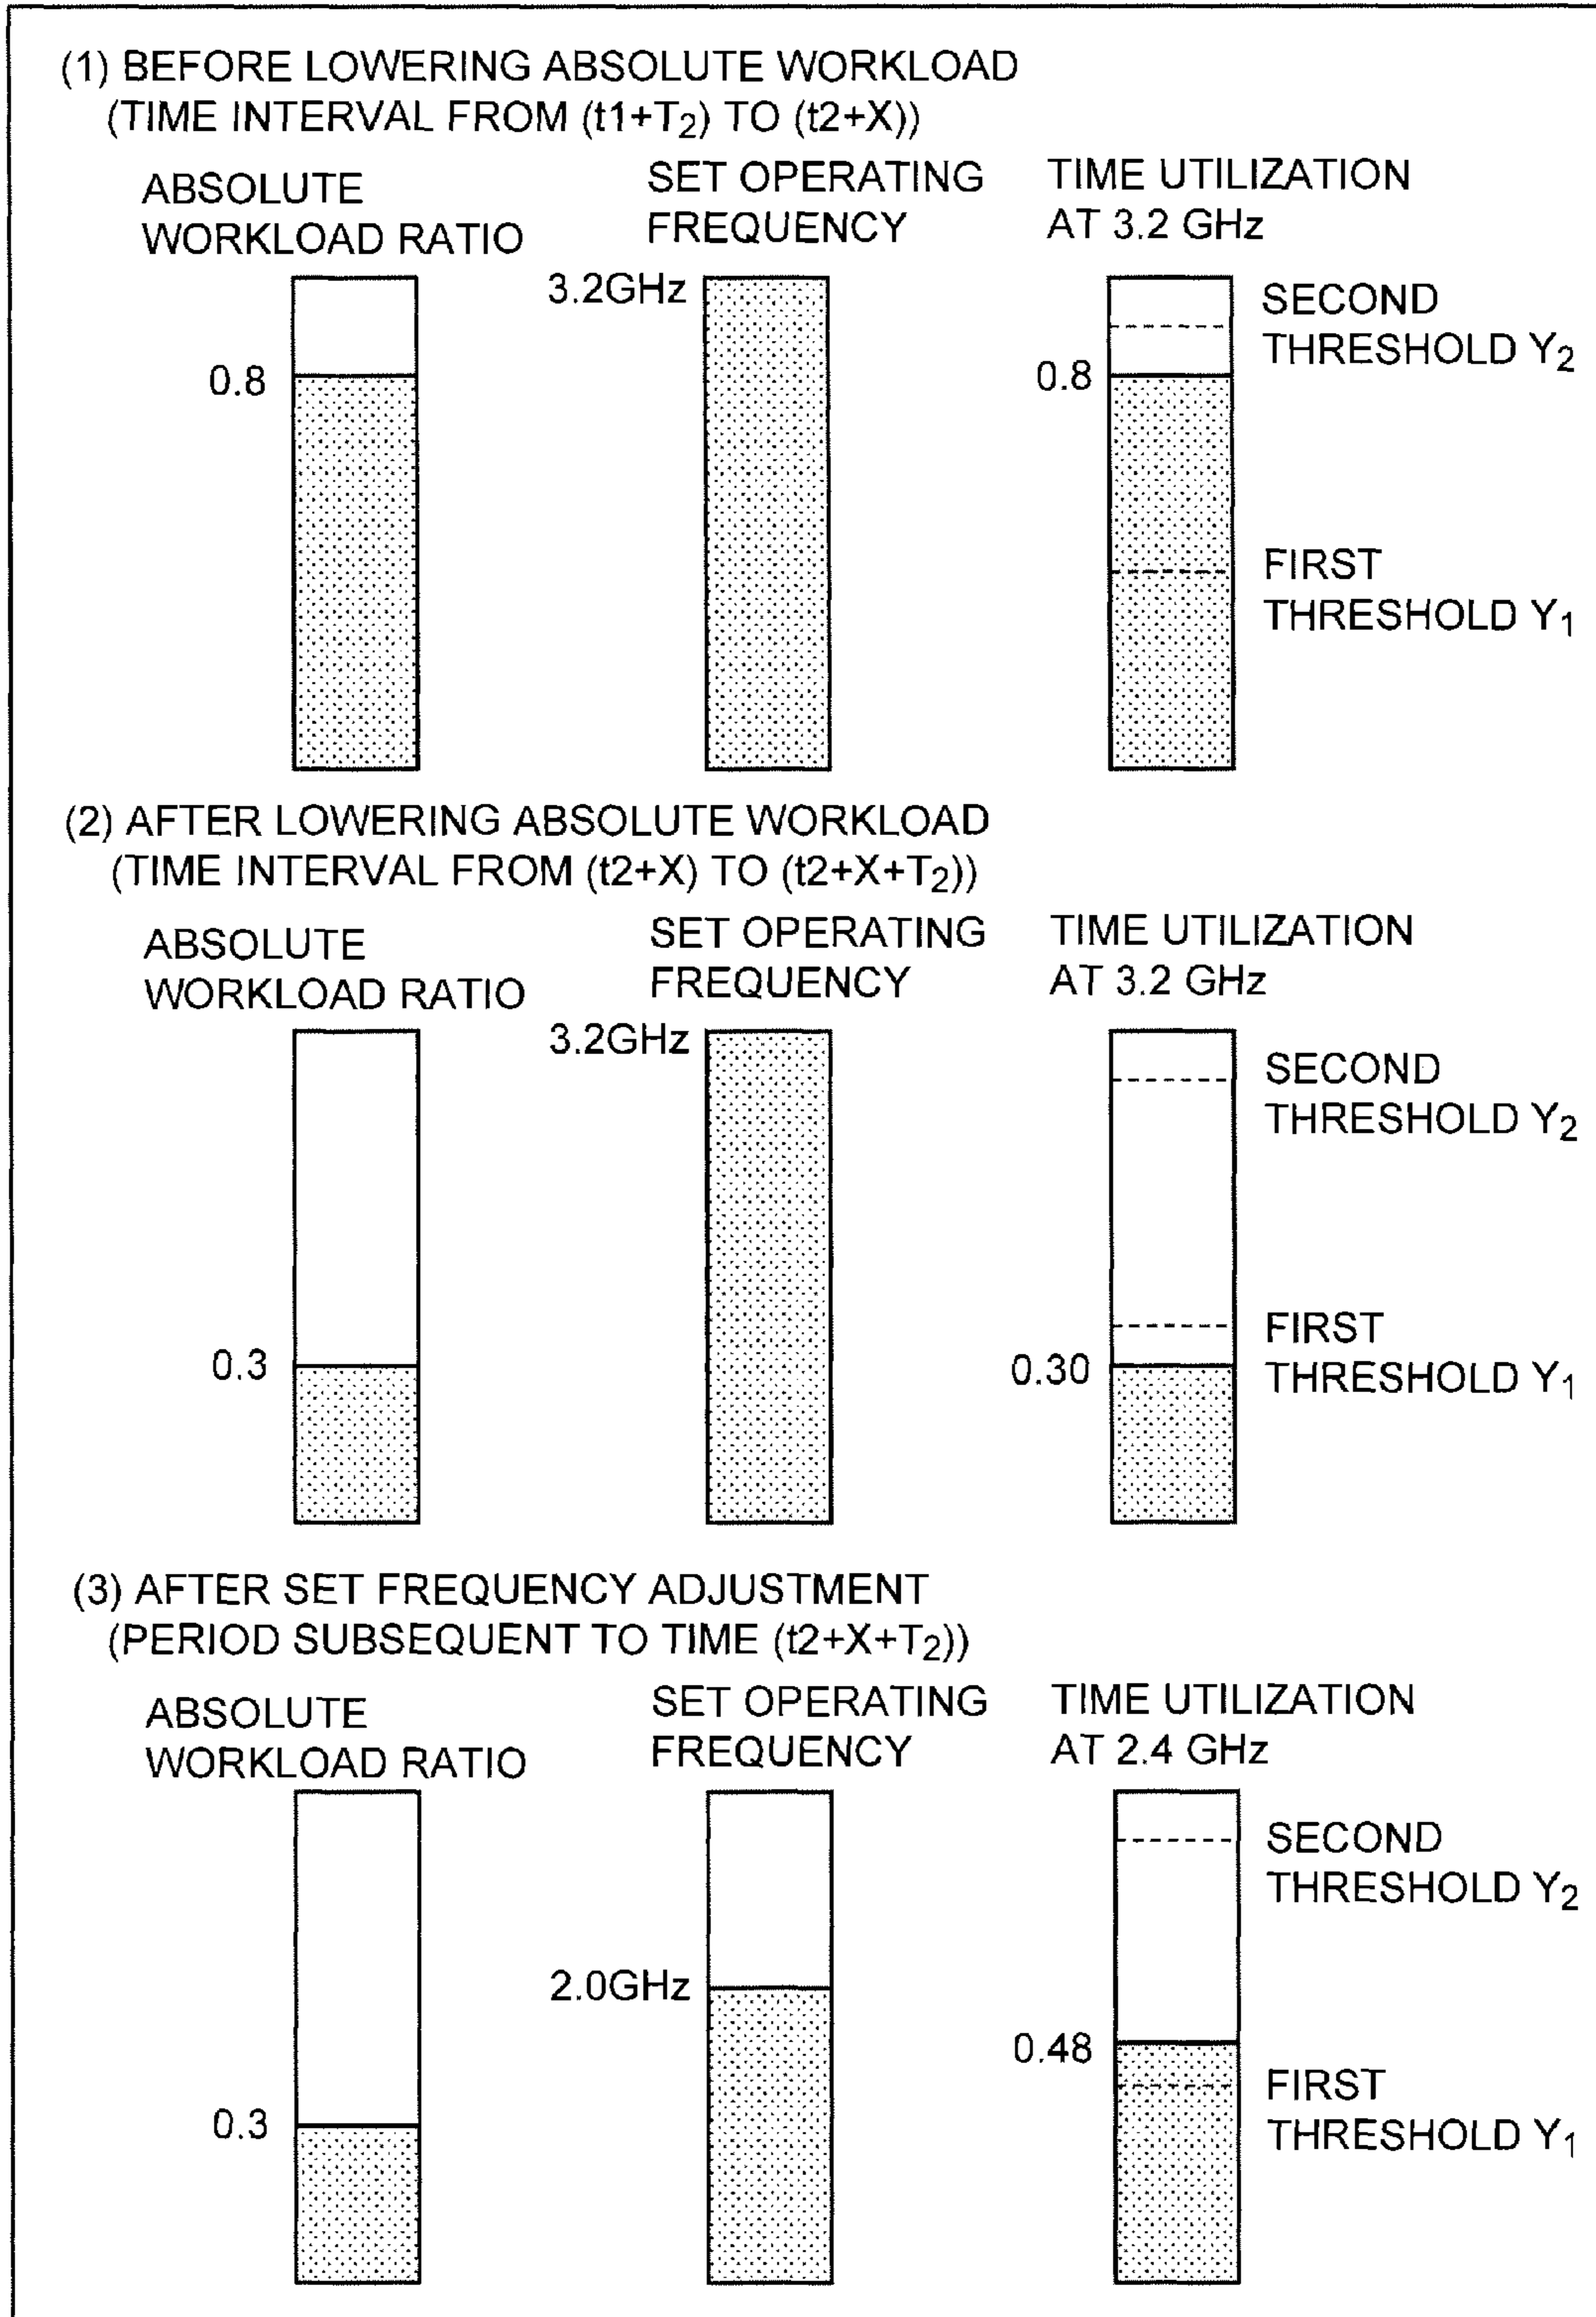 (1) BEFORE LOWERING ABSOLUTE WORKLOAD
(TIME INTERVAL FROM (t1+T₂) TO (t2+X))
ABSOLUTE
WORKLOAD RATIO
SET OPERATING
FREQUENCY
TIME UTILIZATION
AT 3.2 GHz
0.8
3.2GHz
0.8
SECOND
THRESHOLD Y₂
FIRST
THRESHOLD Y₁
(2) AFTER LOWERING ABSOLUTE WORKLOAD
(TIME INTERVAL FROM (t2+X) TO (t2+X+T₂))
ABSOLUTE
WORKLOAD RATIO
SET OPERATING
FREQUENCY
TIME UTILIZATION
AT 3.2 GHz
0.3
3.2GHz
0.30
SECOND
THRESHOLD Y₂
FIRST
THRESHOLD Y₁
(3) AFTER SET FREQUENCY ADJUSTMENT
(PERIOD SUBSEQUENT TO TIME (t2+X+T₂))
ABSOLUTE
WORKLOAD RATIO
SET OPERATING
FREQUENCY
TIME UTILIZATION
AT 2.4 GHz
0.3
2.0GHz
0.48
SECOND
THRESHOLD Y₂
FIRST
THRESHOLD Y₁